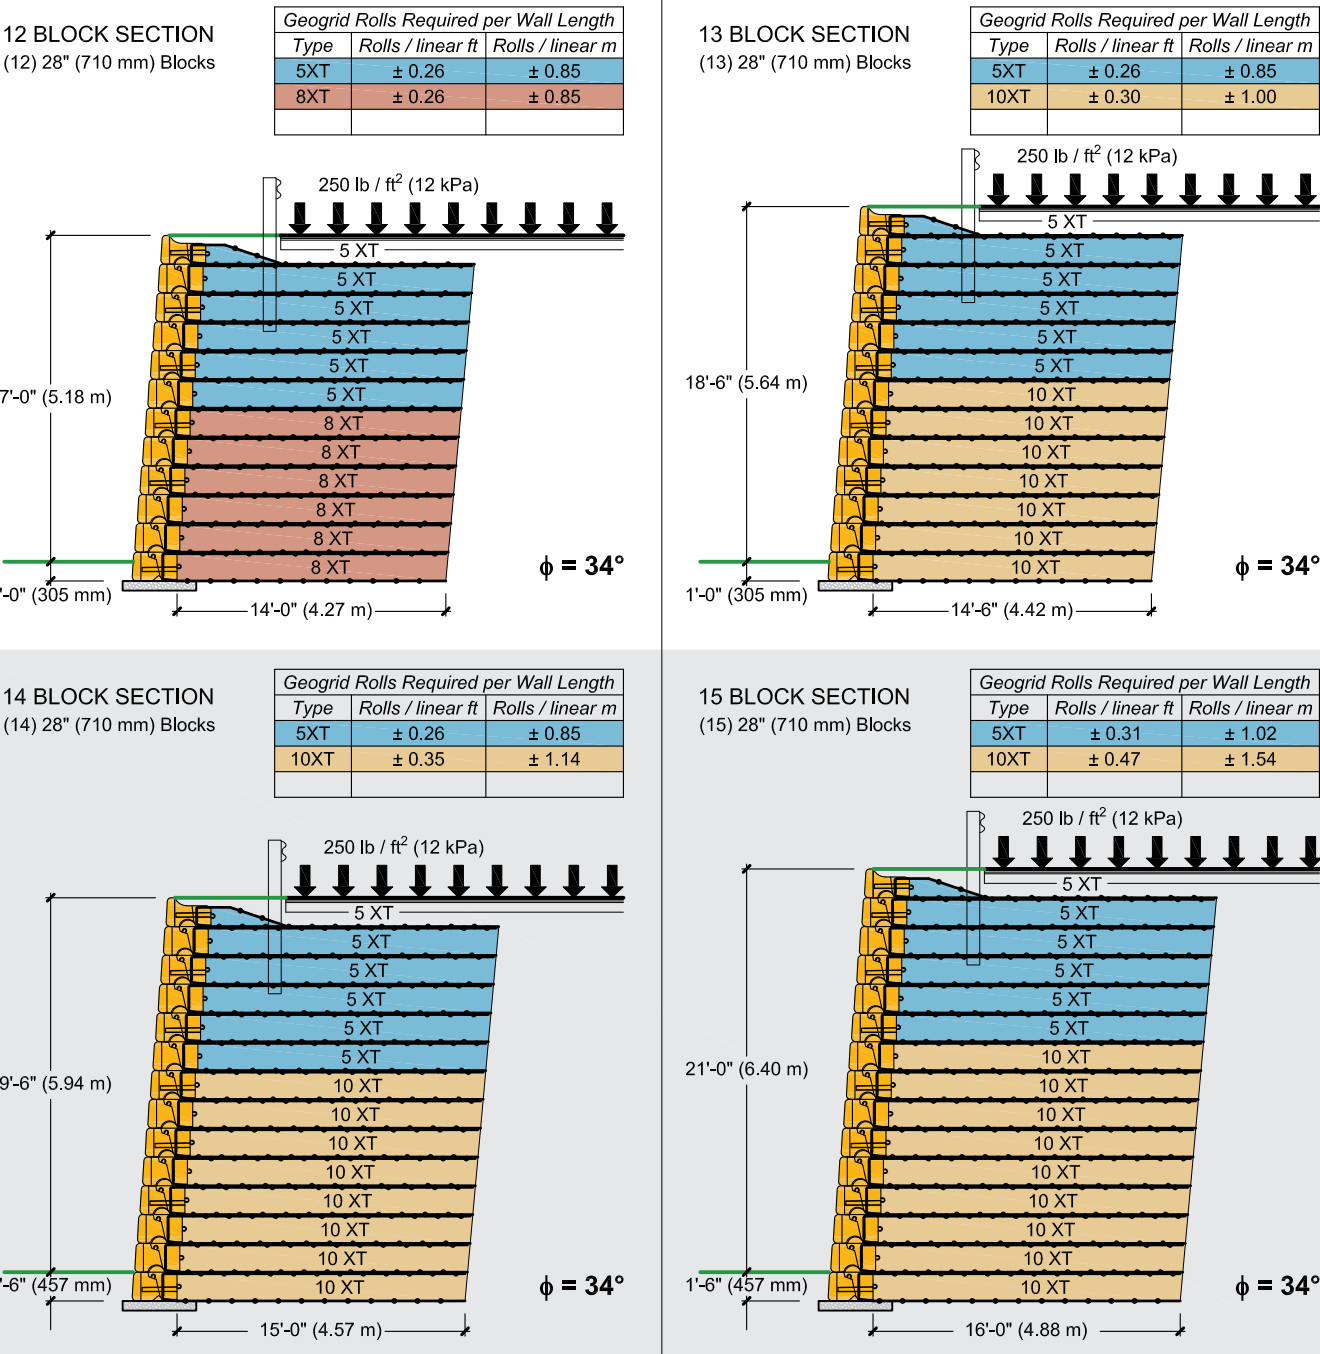 12 BLOCK SECTION
(12) 28" (710 mm) Blocks
Geogrid Rolls Required per Wall Length
Type Rolls / linear ft Rolls / linear m
5XT ± 0.26 ± 0.85
8XT ± 0.26 ± 0.85
250 lb / ft² (12 kPa)
5 XT
5 XT
5 XT
5 XT
5 XT
5 XT
8 XT
8 XT
8 XT
8 XT
8 XT
8 XT
7'-0" (5.18 m)
'-0" (305 mm)
14'-0" (4.27 m)
ϕ = 34°
13 BLOCK SECTION
(13) 28" (710 mm) Blocks
Geogrid Rolls Required per Wall Length
Type Rolls / linear ft Rolls / linear m
5XT ± 0.26 ± 0.85
10XT ± 0.30 ± 1.00
250 lb / ft² (12 kPa)
5 XT
5 XT
5 XT
5 XT
5 XT
5 XT
10 XT
10 XT
10 XT
10 XT
10 XT
10 XT
10 XT
18'-6" (5.64 m)
1'-0" (305 mm)
14'-6" (4.42 m)
ϕ = 34°
14 BLOCK SECTION
(14) 28" (710 mm) Blocks
Geogrid Rolls Required per Wall Length
Type Rolls / linear ft Rolls / linear m
5XT ± 0.26 ± 0.85
10XT ± 0.35 ± 1.14
250 lb / ft² (12 kPa)
5 XT
5 XT
5 XT
5 XT
5 XT
5 XT
10 XT
10 XT
10 XT
10 XT
10 XT
10 XT
10 XT
10 XT
9'-6" (5.94 m)
'-6" (457 mm)
15'-0" (4.57 m)
ϕ = 34°
15 BLOCK SECTION
(15) 28" (710 mm) Blocks
Geogrid Rolls Required per Wall Length
Type Rolls / linear ft Rolls / linear m
5XT ± 0.31 ± 1.02
10XT ± 0.47 ± 1.54
250 lb / ft² (12 kPa)
5 XT
5 XT
5 XT
5 XT
5 XT
5 XT
10 XT
10 XT
10 XT
10 XT
10 XT
10 XT
10 XT
10 XT
10 XT
21'-0" (6.40 m)
1'-6" (457 mm)
16'-0" (4.88 m)
ϕ = 34°